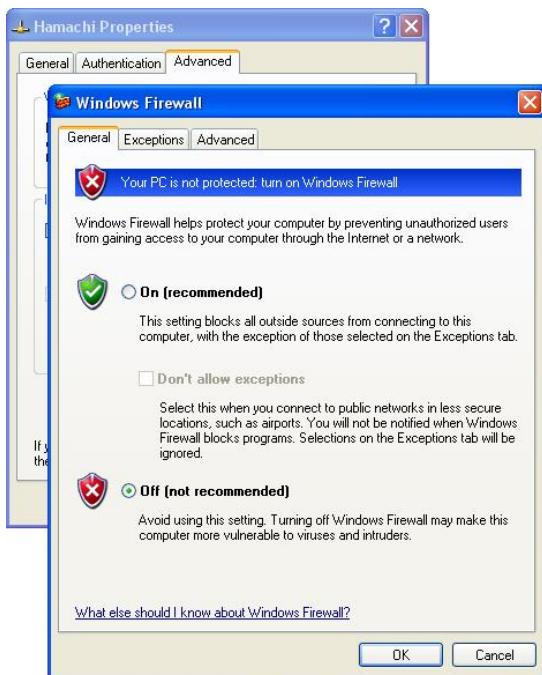 Hamachi Properties
General Authentication Advanced
Windows Firewall
General Exceptions Advanced
Your PC is not protected: turn on Windows Firewall
Windows Firewall helps protect your computer by preventing unauthorized users
from gaining access to your computer through the Internet or a network.
On (recommended)
This setting blocks all outside sources from connecting to this
computer, with the exception of those selected on the Exceptions tab.
Don't allow exceptions
Select this when you connect to public networks in less secure
locations, such as airports. You will not be notified when Windows
Firewall blocks programs. Selections on the Exceptions tab will be
ignored.
If
the
Off (not recommended)
Avoid using this setting. Turning off Windows Firewall may make this
computer more vulnerable to viruses and intruders.
What else should I know about Windows Firewall?
OK Cancel